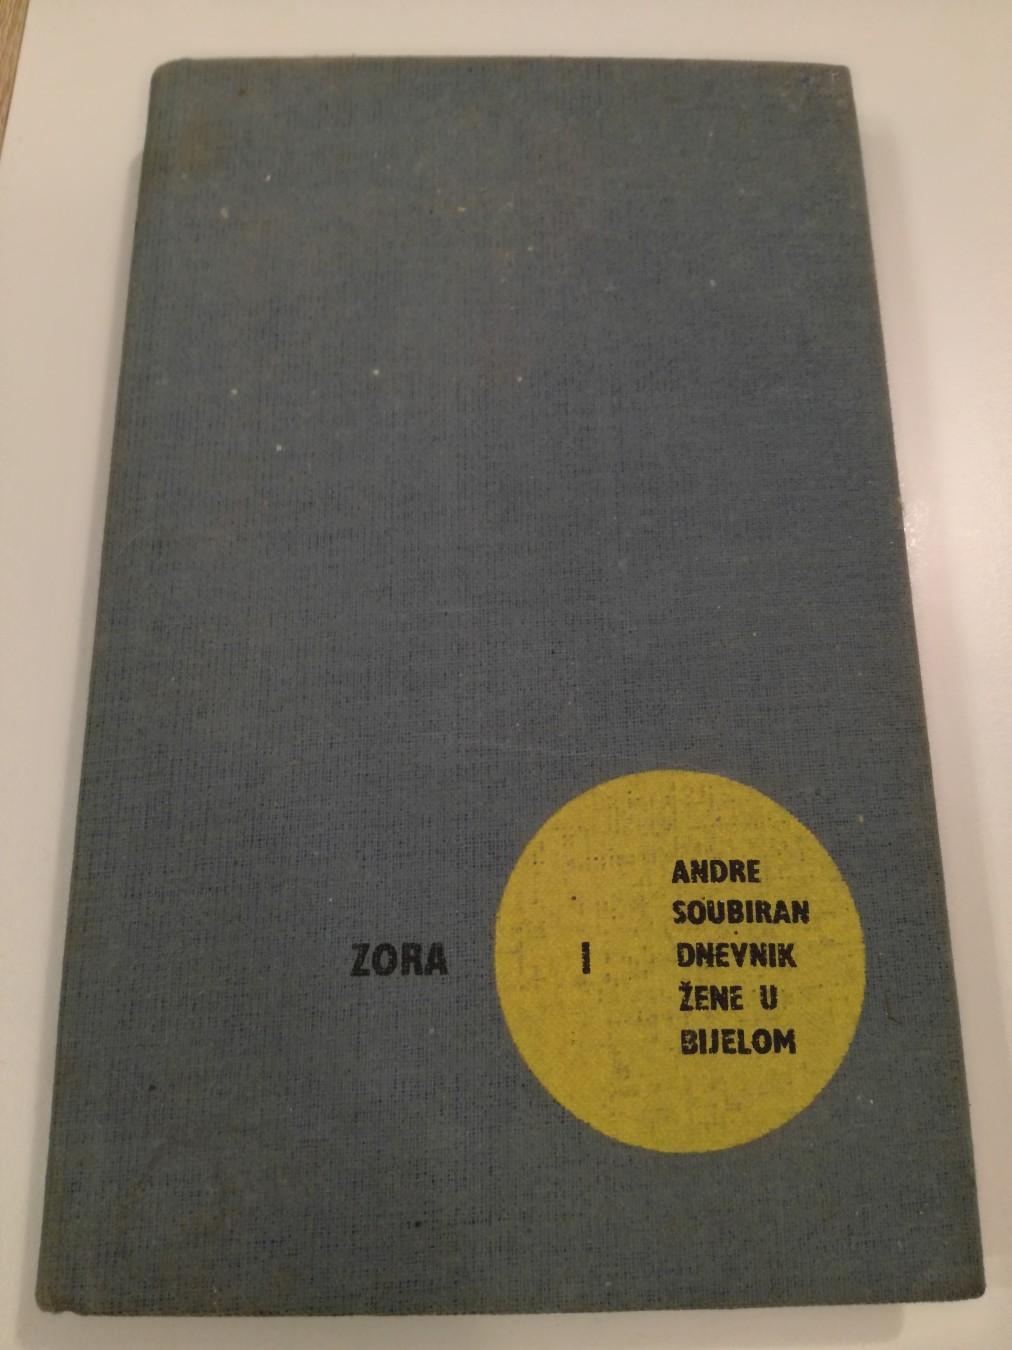 ZORA
I
ANDRE
SOUBIRAN
DNEVNIK
ŽENE U
BIJELOM